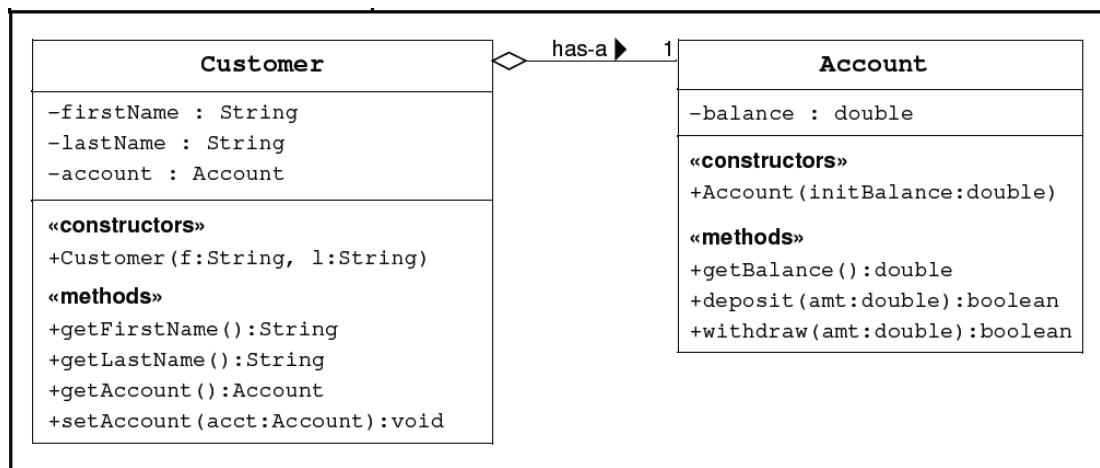 Customer
-firstName : String
-lastName : String
-account : Account
«constructors»
+Customer(f:String, l:String)
«methods»
+getFirstName():String
+getLastName():String
+getAccount():Account
+setAccount(acct:Account):void
has-a
1
Account
-balance : double
«constructors»
+Account(initBalance:double)
«methods»
+getBalance():double
+deposit(amt:double):boolean
+withdraw(amt:double):boolean